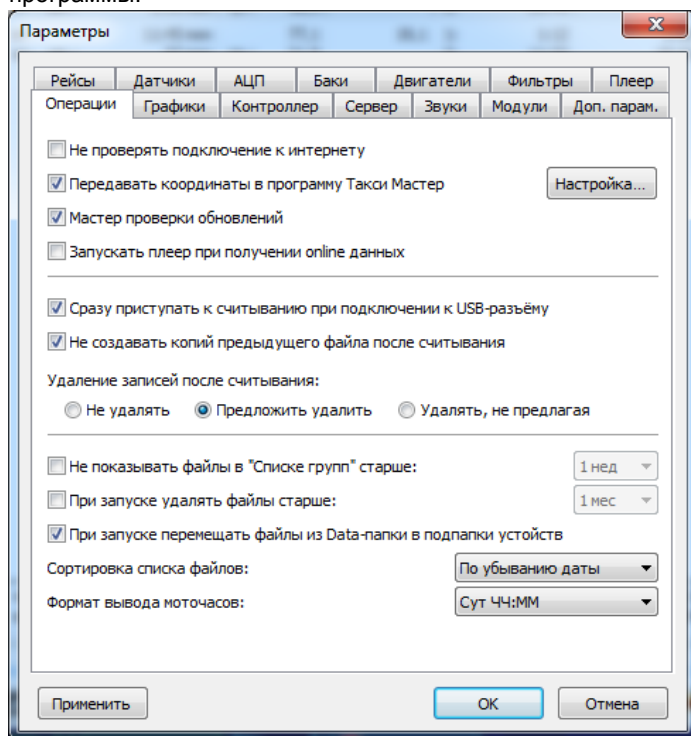 программы.
Параметры
Рейсы Датчики АЦП Баки Двигатели Фильтры Плеер
Операции Графики Контроллер Сервер Звуки Модули Доп. парам.
Не проверять подключение к интернету
Передавать координаты в программу Такси Мастер Настройка...
Мастер проверки обновлений
Запускать плеер при получении online данных
Сразу приступать к считыванию при подключении к USB-разъёму
Не создавать копий предыдущего файла после считывания
Удаление записей после считывания:
Не удалять Предложить удалить Удалять, не предлагая
Не показывать файлы в "Списке групп" старше: 1 нед
При запуске удалять файлы старше: 1 мес
При запуске перемещать файлы из Data-папки в подпапки устойств
Сортировка списка файлов: По убыванию даты
Формат вывода моточасов: Сут ЧЧ:ММ
Применить ОК Отмена